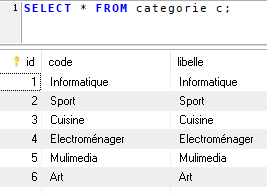 1 SELECT * FROM categorie c;
id code libelle
1 Informatique Informatique
2 Sport Sport
3 Cuisine Cuisine
4 Electroménager Electroménager
5 Mulimedia Mulimedia
6 Art Art